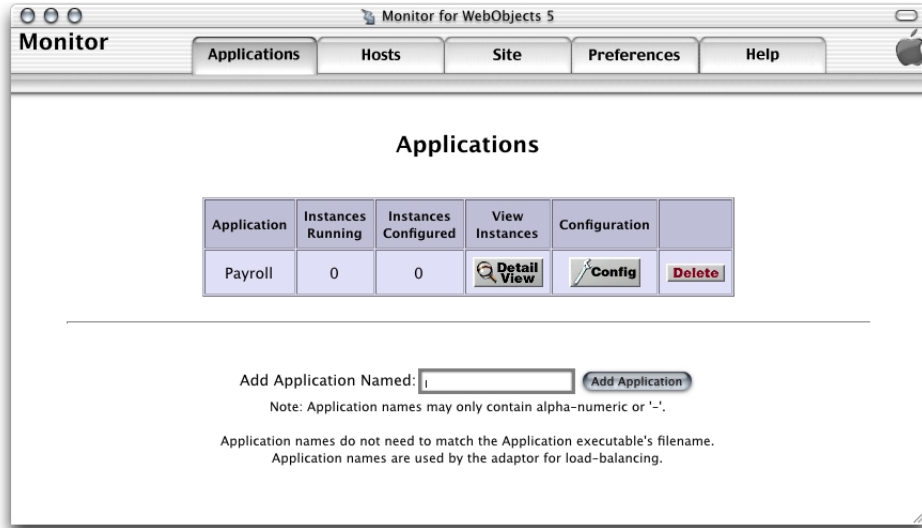 Monitor for WebObjects 5
Monitor
Applications Hosts Site Preferences Help
Applications
Application Instances Running Instances Configured View Instances Configuration
Payroll 0 0 Detail View Config Delete
Add Application Named: Add Application
Note: Application names may only contain alpha-numeric or '-'.
Application names do not need to match the Application executable's filename.
Application names are used by the adaptor for load-balancing.